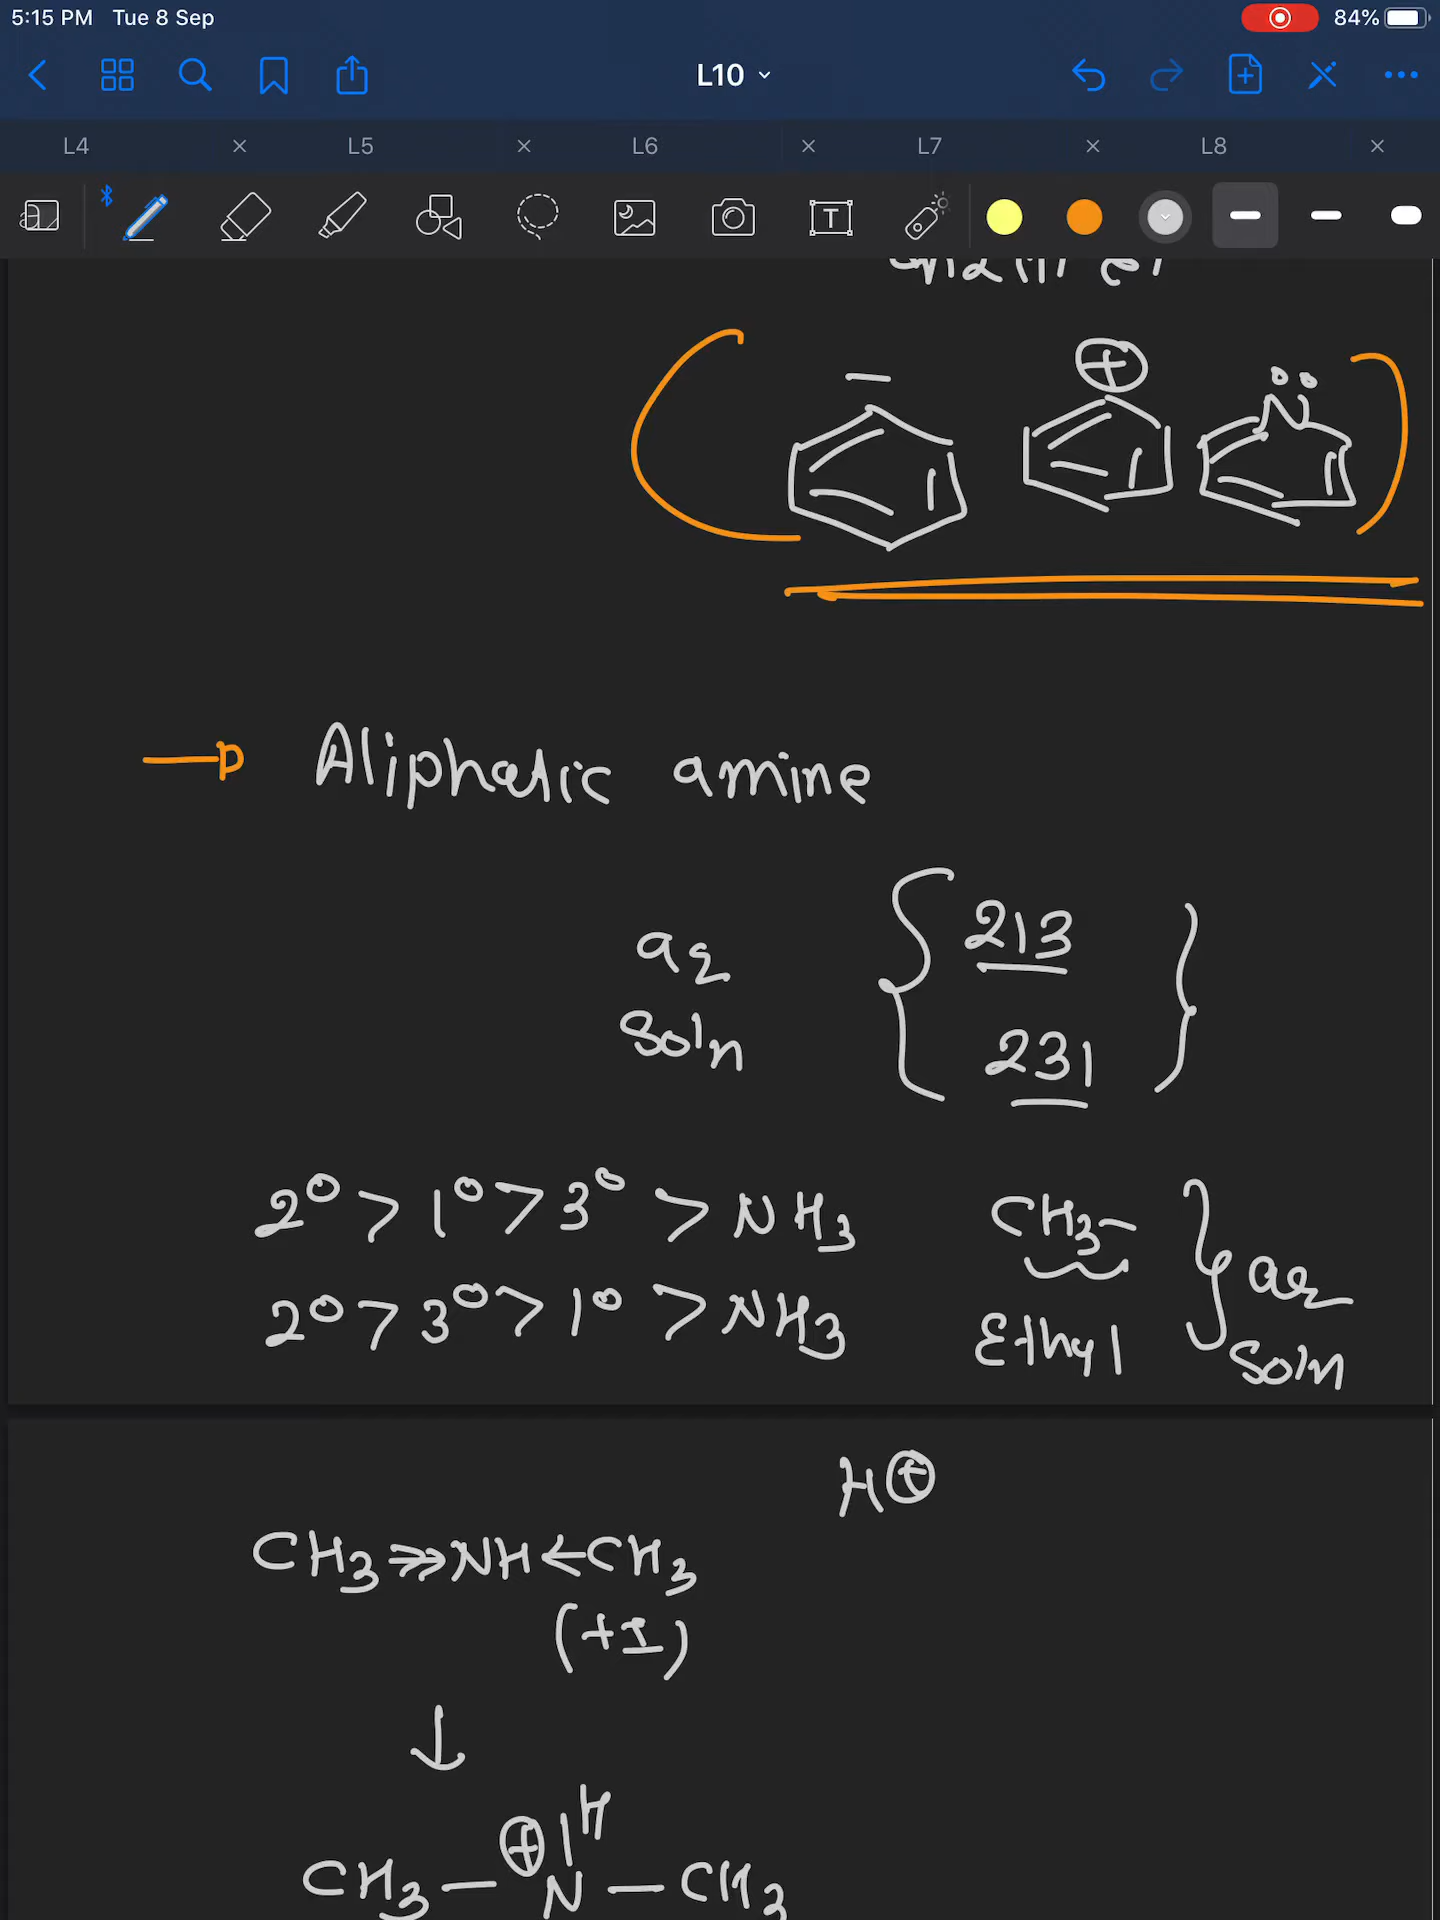 5:15 PM Tue 8 Sep 84%
L10
L4 L5 L6 L7 L8
T
⊕
N
Aliphatic amine
aq 213
soln 231
2° > 1° > 3° > NH3 CH3-
2° > 3° > 1° > NH3 Ethyl
aq
soln
H⊕
CH3 ⋙ NH ← CH3
(+I)
↓
⊕ H
CH3 – N – CH3